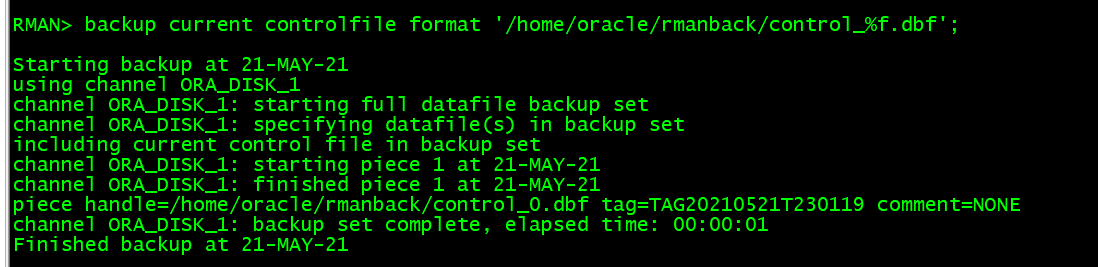 RMAN> backup current controlfile format '/home/oracle/rmanback/control_%f.dbf';
Starting backup at 21-MAY-21
using channel ORA_DISK_1
channel ORA_DISK_1: starting full datafile backup set
channel ORA_DISK_1: specifying datafile(s) in backup set
including current control file in backup set
channel ORA_DISK_1: starting piece 1 at 21-MAY-21
channel ORA_DISK_1: finished piece 1 at 21-MAY-21
piece handle=/home/oracle/rmanback/control_0.dbf tag=TAG20210521T230119 comment=NONE
channel ORA_DISK_1: backup set complete, elapsed time: 00:00:01
Finished backup at 21-MAY-21